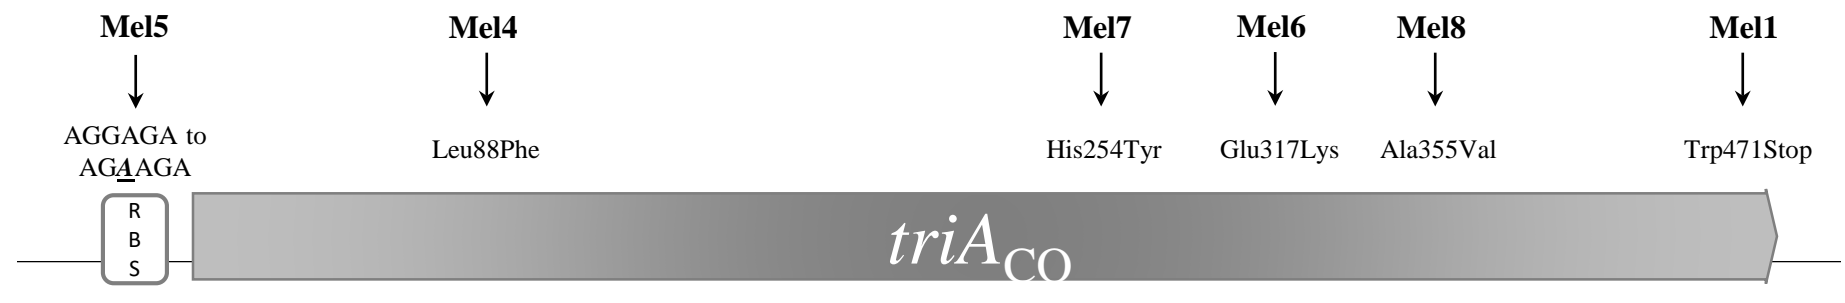 Mel5 Mel4 Mel7 Mel6 Mel8 Mel1
AGGAGA to
AGAAGA
Leu88Phe His254Tyr Glu317Lys Ala355Val Trp471Stop
R
B
S
triACO